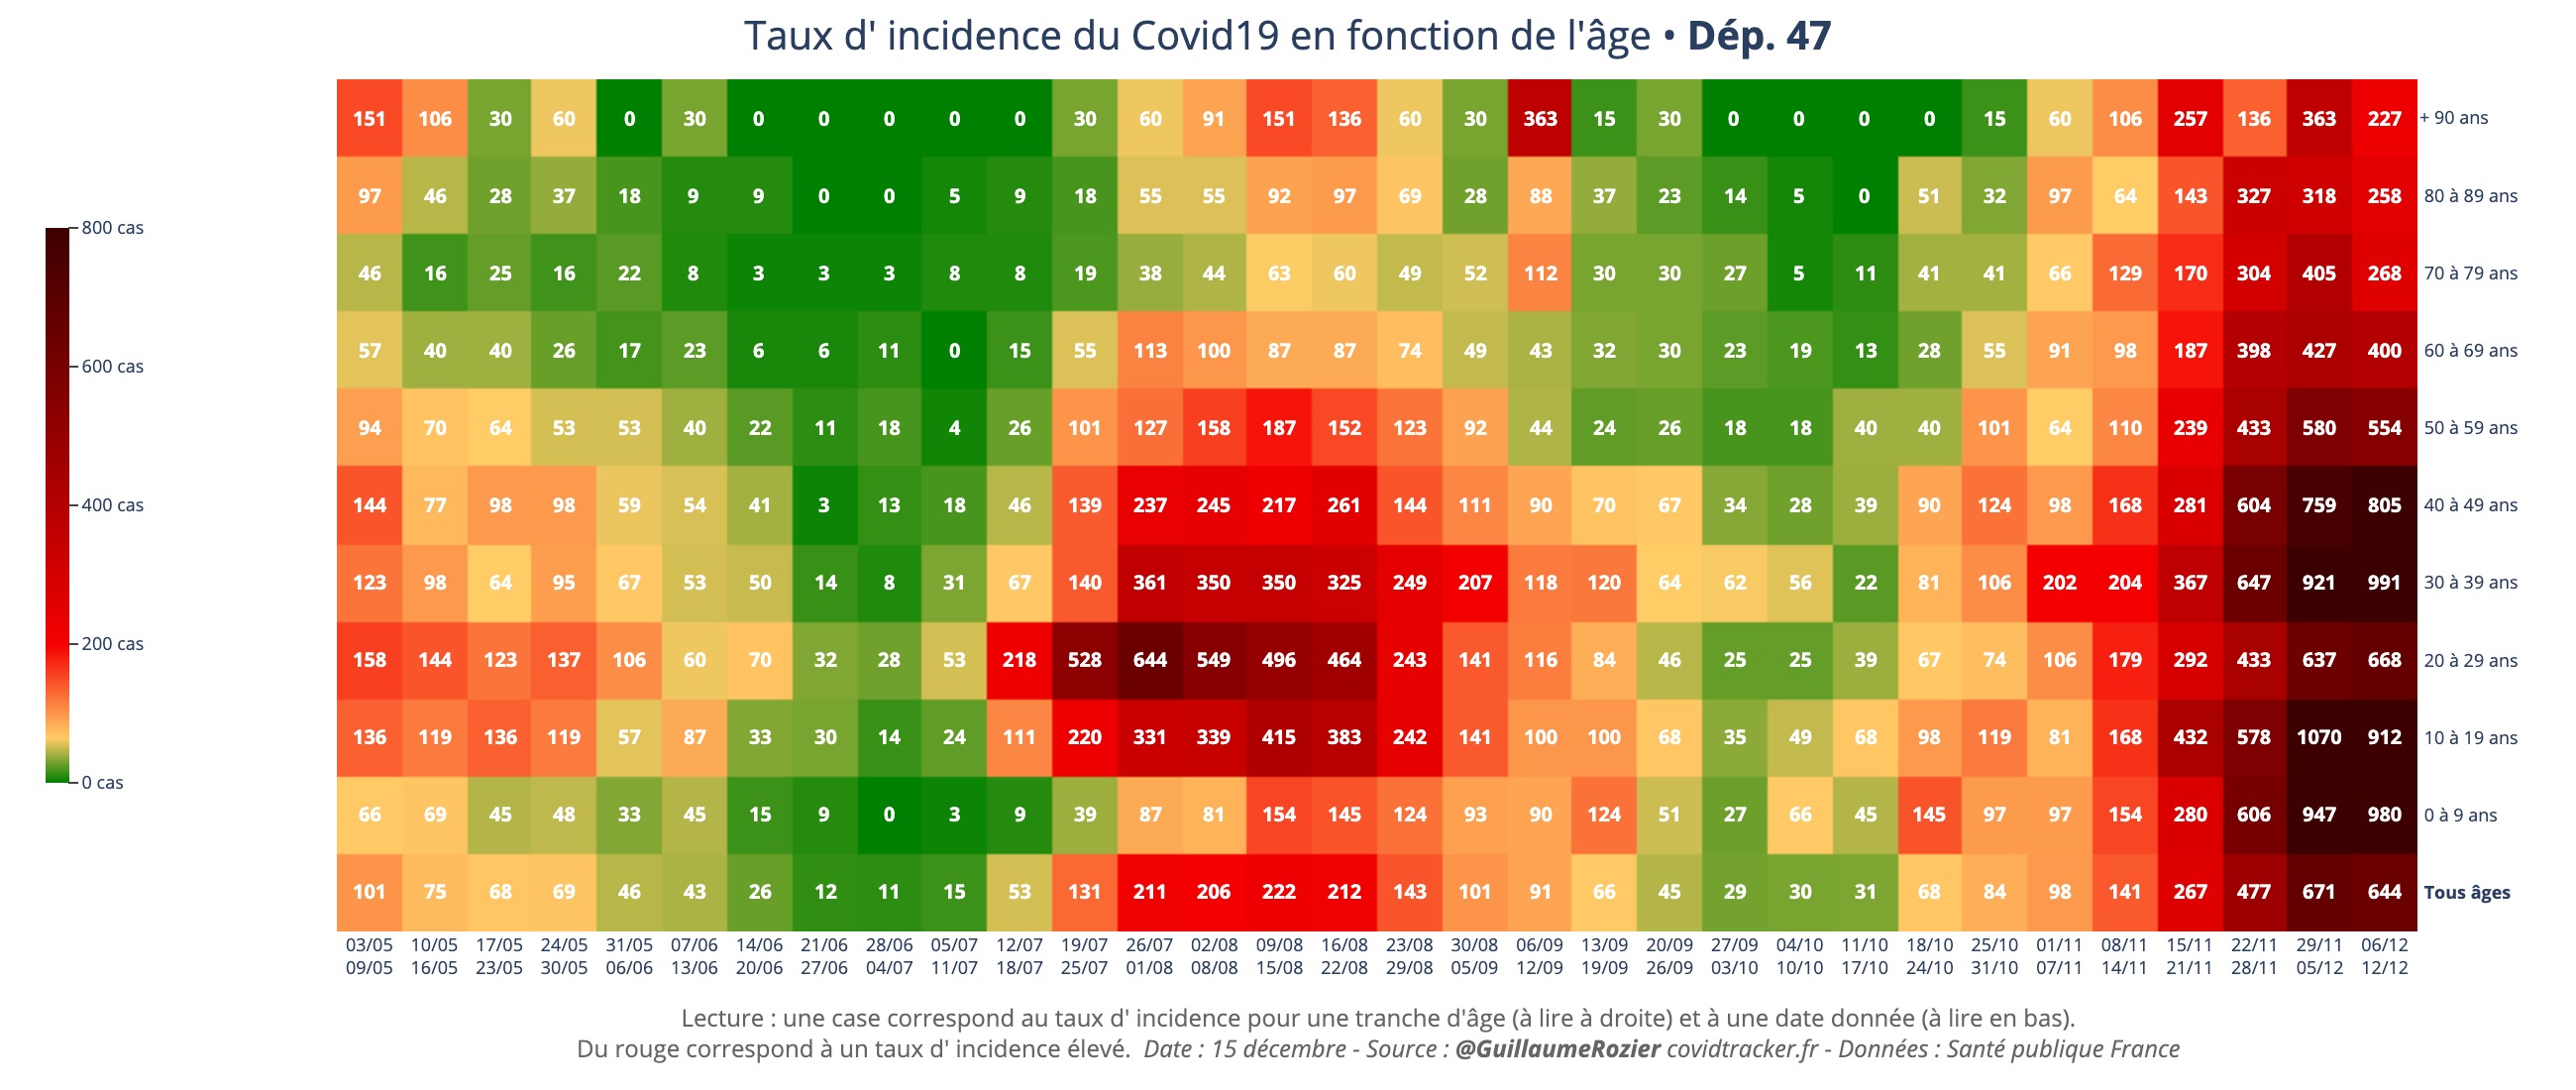 Taux d' incidence du Covid19 en fonction de l'âge • Dép. 47
800 cas
600 cas
400 cas
200 cas
0 cas
151 106 30 60 0 30 0 0 0 0 0 30 60 91 151 136 60 30 363 15 30 0 0 0 0 15 60 106 257 136 363 227 + 90 ans
97 46 28 37 18 9 9 0 0 5 9 18 55 55 92 97 69 28 88 37 23 14 5 0 51 32 97 64 143 327 318 258 80 à 89 ans
46 16 25 16 22 8 3 3 3 8 8 19 38 44 63 60 49 52 112 30 30 27 5 11 41 41 66 129 170 304 405 268 70 à 79 ans
57 40 40 26 17 23 6 6 11 0 15 55 113 100 87 87 74 49 43 32 30 23 19 13 28 55 91 98 187 398 427 400 60 à 69 ans
94 70 64 53 53 40 22 11 18 4 26 101 127 158 187 152 123 92 44 24 26 18 18 40 40 101 64 110 239 433 580 554 50 à 59 ans
144 77 98 98 59 54 41 3 13 18 46 139 237 245 217 261 144 111 90 70 67 34 28 39 90 124 98 168 281 604 759 805 40 à 49 ans
123 98 64 95 67 53 50 14 8 31 67 140 361 350 350 325 249 207 118 120 64 62 56 22 81 106 202 204 367 647 921 991 30 à 39 ans
158 144 123 137 106 60 70 32 28 53 218 528 644 549 496 464 243 141 116 84 46 25 25 39 67 74 106 179 292 433 637 668 20 à 29 ans
136 119 136 119 57 87 33 30 14 24 111 220 331 339 415 383 242 141 100 100 68 35 49 68 98 119 81 168 432 578 1070 912 10 à 19 ans
66 69 45 48 33 45 15 9 0 3 9 39 87 81 154 145 124 93 90 124 51 27 66 45 145 97 97 154 280 606 947 980 0 à 9 ans
101 75 68 69 46 43 26 12 11 15 53 131 211 206 222 212 143 101 91 66 45 29 30 31 68 84 98 141 267 477 671 644 Tous âges
03/05 10/05 17/05 24/05 31/05 07/06 14/06 21/06 28/06 05/07 12/07 19/07 26/07 02/08 09/08 16/08 23/08 30/08 06/09 13/09 20/09 27/09 04/10 11/10 18/10 25/10 01/11 08/11 15/11 22/11 29/11 06/12
09/05 16/05 23/05 30/05 06/06 13/06 20/06 27/06 04/07 11/07 18/07 25/07 01/08 08/08 15/08 22/08 29/08 05/09 12/09 19/09 26/09 03/10 10/10 17/10 24/10 31/10 07/11 14/11 21/11 28/11 05/12 12/12
Lecture : une case correspond au taux d' incidence pour une tranche d'âge (à lire à droite) et à une date donnée (à lire en bas).
Du rouge correspond à un taux d' incidence élevé. Date : 15 décembre - Source : @GuillaumeRozier covidtracker.fr - Données : Santé publique France